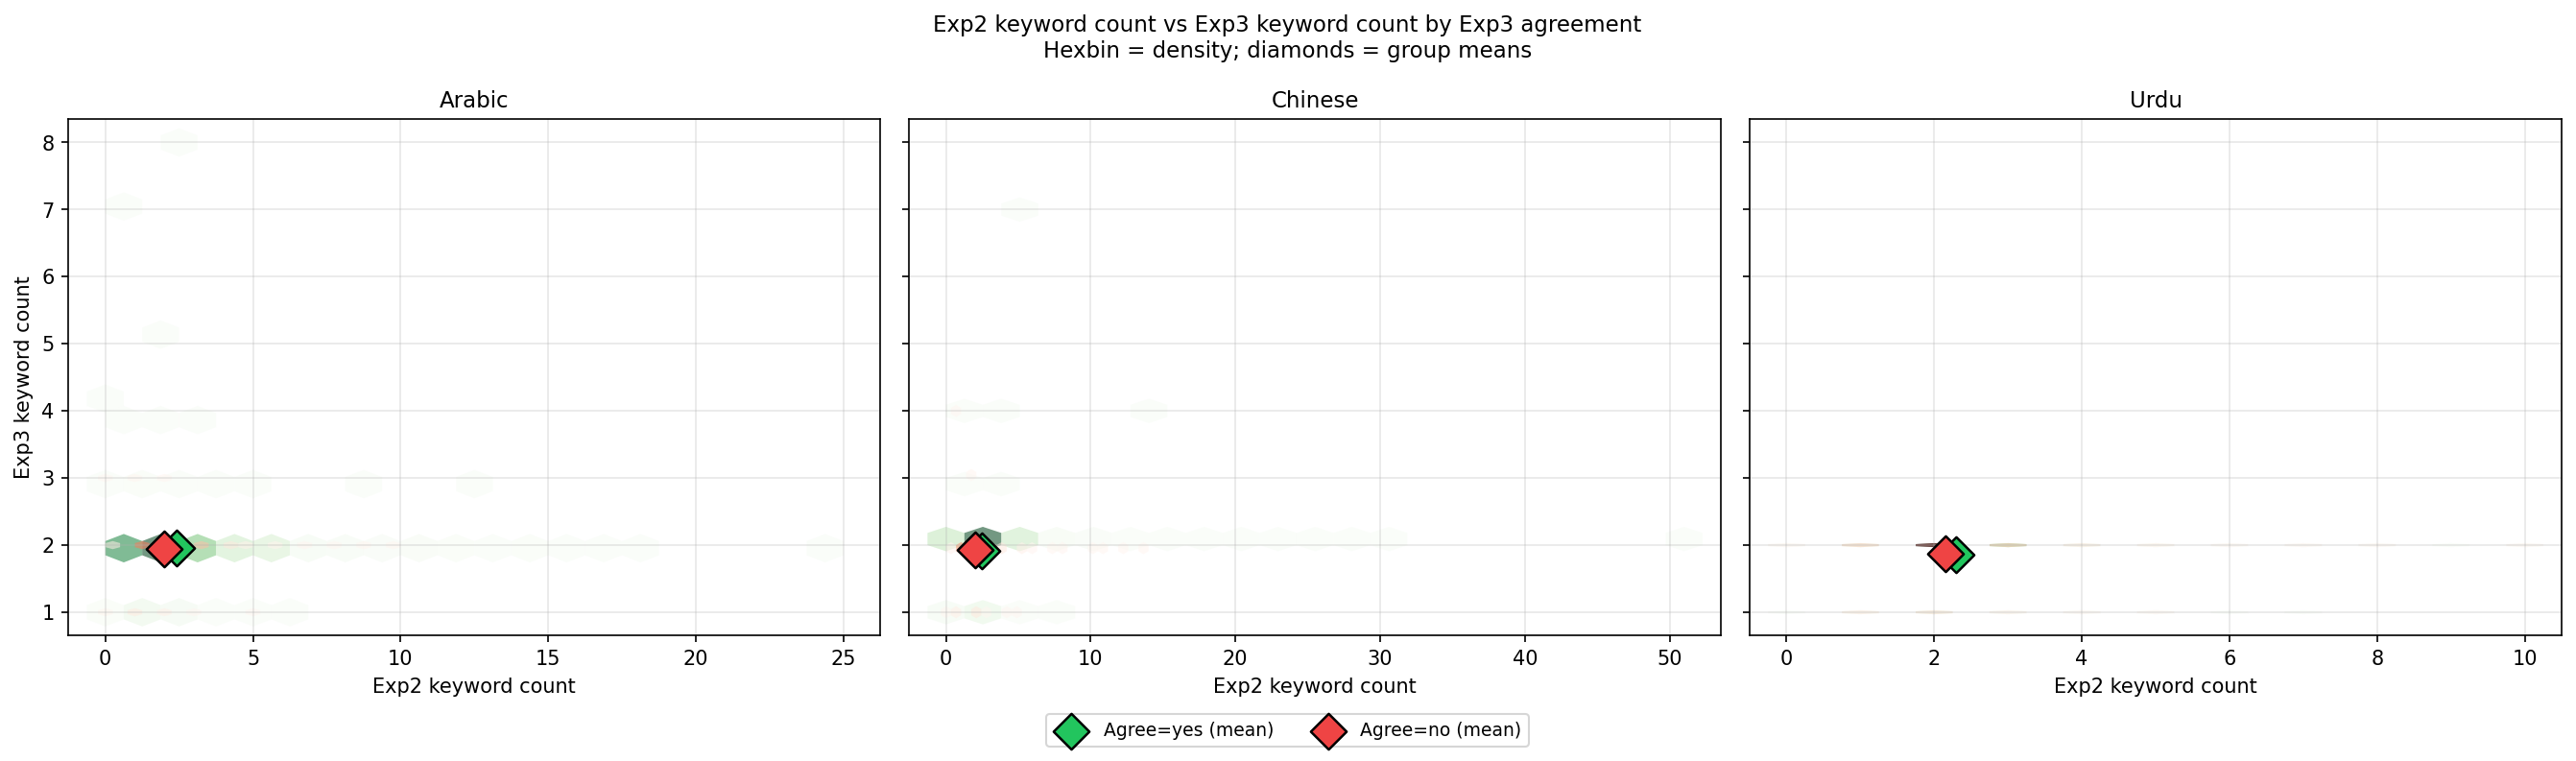 Exp2 keyword count vs Exp3 keyword count by Exp3 agreement
Hexbin = density; diamonds = group means
Arabic
Chinese
Urdu
8
7
6
5
4
3
2
1
Exp3 keyword count
0 5 10 15 20 25
0 10 20 30 40 50
0 2 4 6 8 10
Exp2 keyword count
Exp2 keyword count
Exp2 keyword count
Agree=yes (mean)
Agree=no (mean)